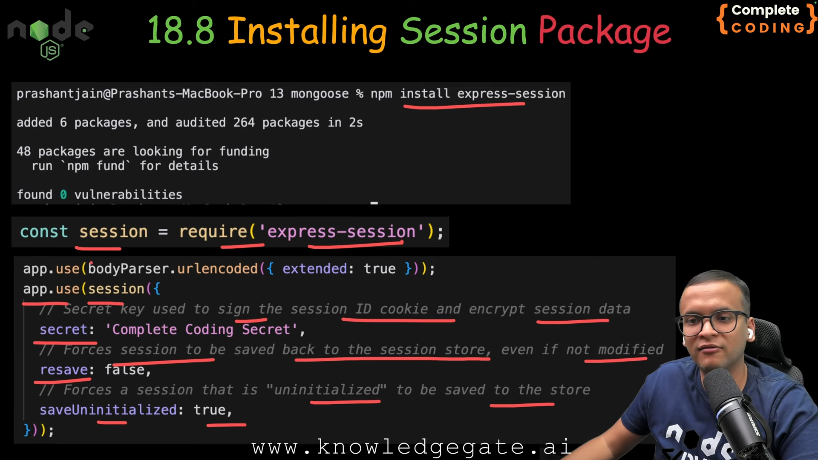 node
JS
18.8 Installing Session Package
Complete
CODING
prashantjain@Prashants-MacBook-Pro 13 mongoose % npm install express-session
added 6 packages, and audited 264 packages in 2s
48 packages are looking for funding
run `npm fund` for details
found 0 vulnerabilities
const session = require('express-session');
app.use(bodyParser.urlencoded({ extended: true }));
app.use(session({
// Secret key used to sign the session ID cookie and encrypt session data
secret: 'Complete Coding Secret',
// Forces session to be saved back to the session store, even if not modified
resave: false,
// Forces a session that is "uninitialized" to be saved to the store
saveUninitialized: true,
}));
www.knowledgegate.ai
node